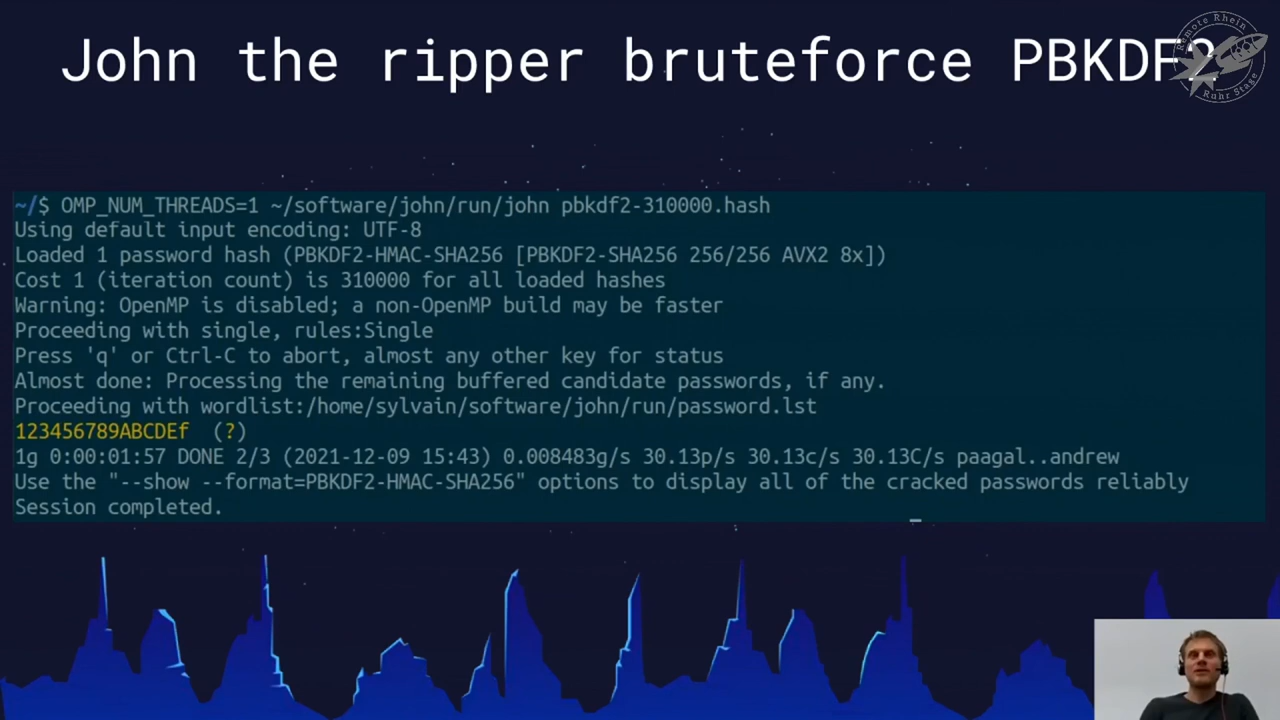 John the ripper bruteforce PBKDF2
Remote Rhein
Ruhr Stage
~/$ OMP_NUM_THREADS=1 ~/software/john/run/john pbkdf2-310000.hash
Using default input encoding: UTF-8
Loaded 1 password hash (PBKDF2-HMAC-SHA256 [PBKDF2-SHA256 256/256 AVX2 8x])
Cost 1 (iteration count) is 310000 for all loaded hashes
Warning: OpenMP is disabled; a non-OpenMP build may be faster
Proceeding with single, rules:Single
Press 'q' or Ctrl-C to abort, almost any other key for status
Almost done: Processing the remaining buffered candidate passwords, if any.
Proceeding with wordlist:/home/sylvain/software/john/run/password.lst
123456789ABCDEf (?)
1g 0:00:01:57 DONE 2/3 (2021-12-09 15:43) 0.008483g/s 30.13p/s 30.13c/s 30.13C/s paagal..andrew
Use the "--show --format=PBKDF2-HMAC-SHA256" options to display all of the cracked passwords reliably
Session completed.